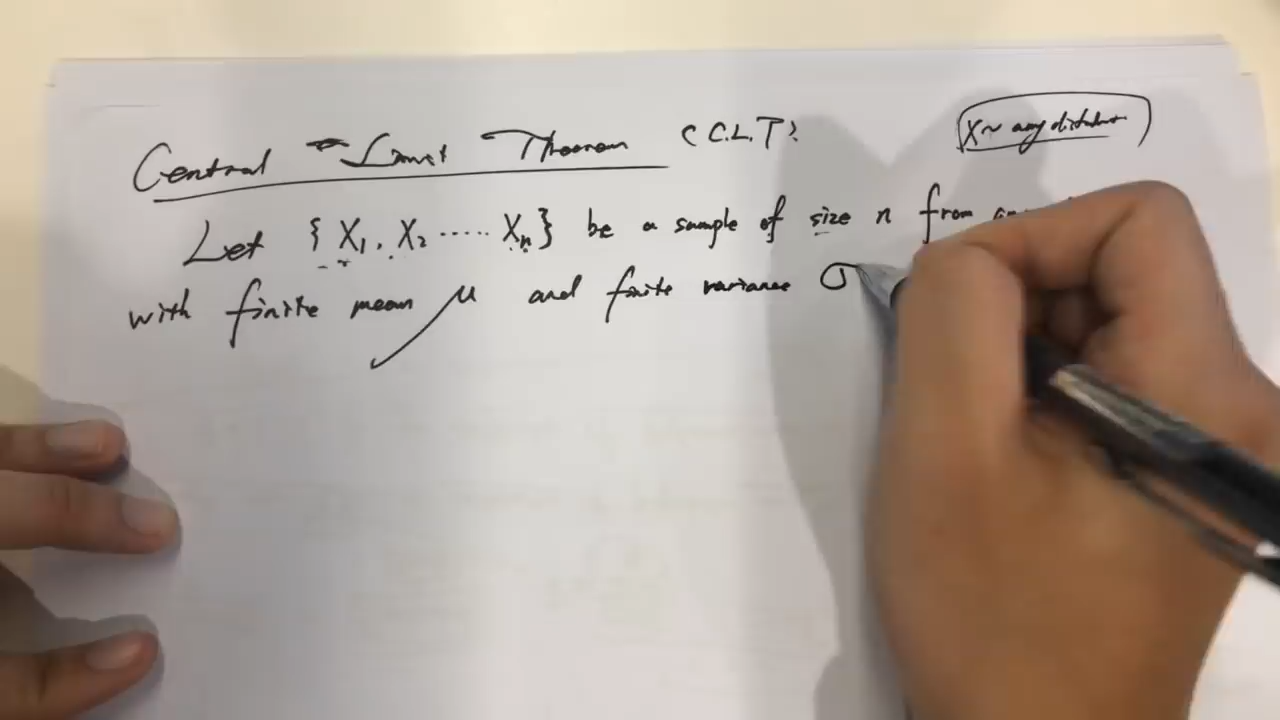 Central Limit Theorem (C.L.T)
X ~ any distribution
Let { X₁, X₂ ..... Xₙ } be a sample of size n from
with finite mean μ and finite variance σ